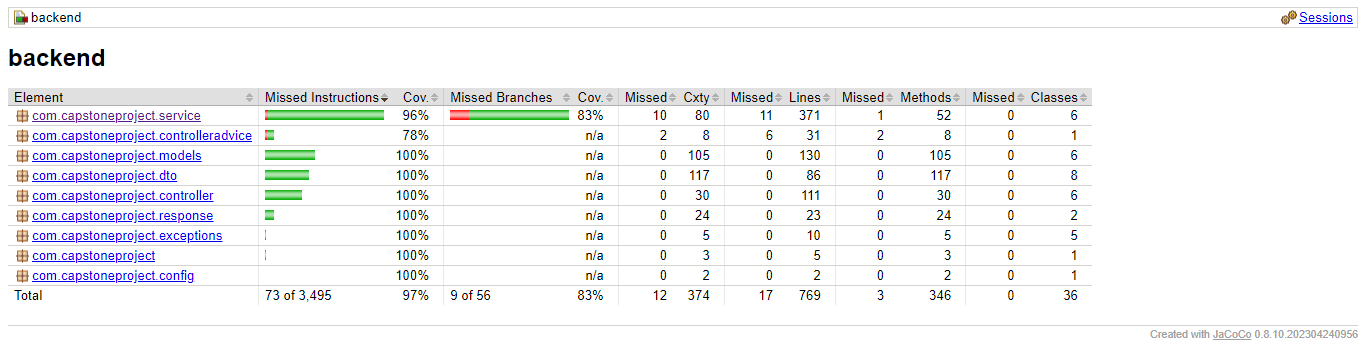 backend Sessions
backend
Element Missed Instructions Cov. Missed Branches Cov. Missed Cxty Missed Lines Missed Methods Missed Classes
com.capstoneproject.service 96% 83% 10 80 11 371 1 52 0 6
com.capstoneproject.controlleradvice 78% n/a 2 8 6 31 2 8 0 1
com.capstoneproject.models 100% n/a 0 105 0 130 0 105 0 6
com.capstoneproject.dto 100% n/a 0 117 0 86 0 117 0 8
com.capstoneproject.controller 100% n/a 0 30 0 111 0 30 0 6
com.capstoneproject.response 100% n/a 0 24 0 23 0 24 0 2
com.capstoneproject.exceptions 100% n/a 0 5 0 10 0 5 0 5
com.capstoneproject 100% n/a 0 3 0 5 0 3 0 1
com.capstoneproject.config 100% n/a 0 2 0 2 0 2 0 1
Total 73 of 3,495 97% 9 of 56 83% 12 374 17 769 3 346 0 36
Created with JaCoCo 0.8.10.202304240956